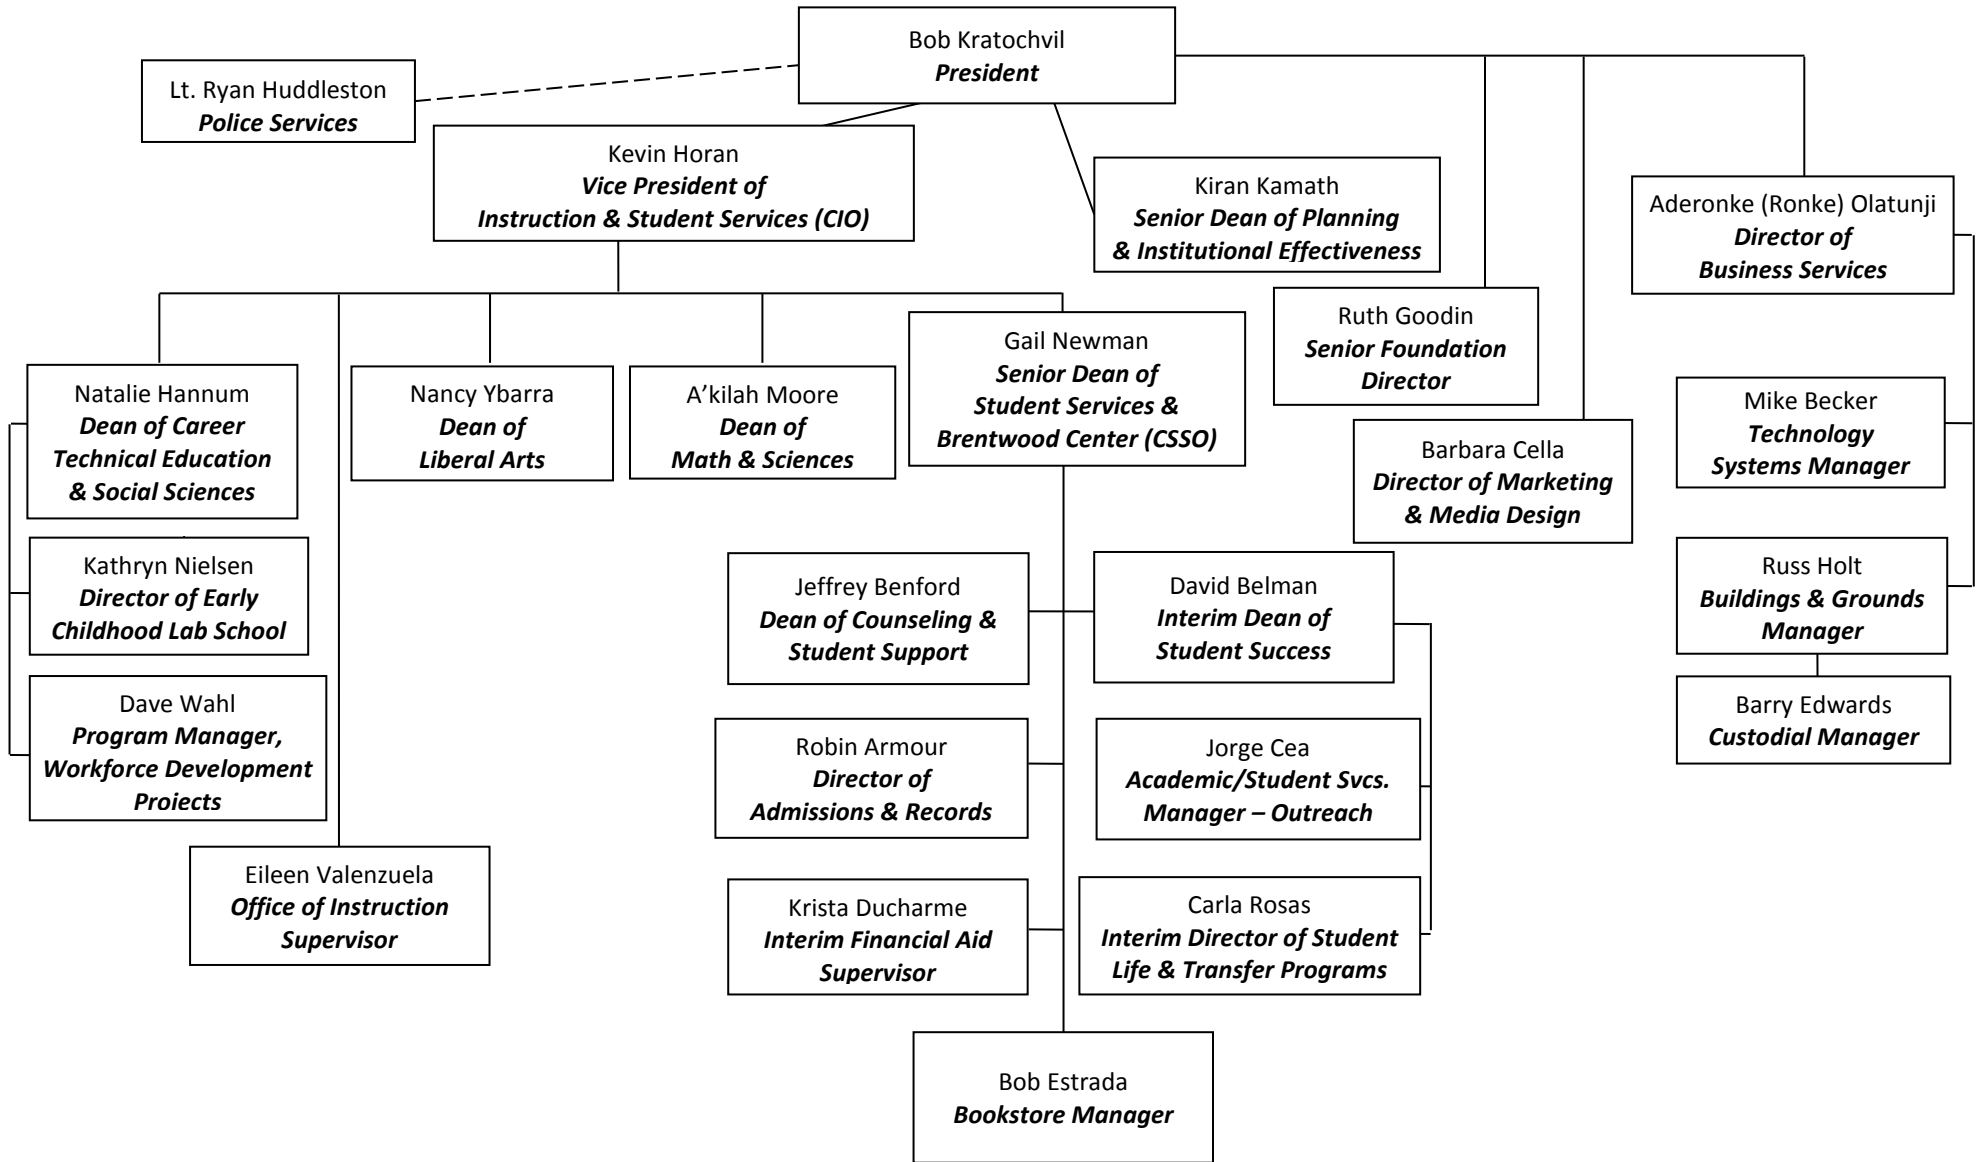 Bob Kratochvil
President
Lt. Ryan Huddleston
Police Services
Kevin Horan
Vice President of
Instruction & Student Services (CIO)
Kiran Kamath
Senior Dean of Planning
& Institutional Effectiveness
Aderonke (Ronke) Olatunji
Director of
Business Services
Ruth Goodin
Senior Foundation
Director
Barbara Cella
Director of Marketing
& Media Design
Natalie Hannum
Dean of Career
Technical Education
& Social Sciences
Nancy Ybarra
Dean of
Liberal Arts
A’kilah Moore
Dean of
Math & Sciences
Gail Newman
Senior Dean of
Student Services &
Brentwood Center (CSSO)
Mike Becker
Technology
Systems Manager
Kathryn Nielsen
Director of Early
Childhood Lab School
Jeffrey Benford
Dean of Counseling &
Student Support
David Belman
Interim Dean of
Student Success
Russ Holt
Buildings & Grounds
Manager
Dave Wahl
Program Manager,
Workforce Development
Projects
Robin Armour
Director of
Admissions & Records
Jorge Cea
Academic/Student Svcs.
Manager – Outreach
Barry Edwards
Custodial Manager
Eileen Valenzuela
Office of Instruction
Supervisor
Krista Ducharme
Interim Financial Aid
Supervisor
Carla Rosas
Interim Director of Student
Life & Transfer Programs
Bob Estrada
Bookstore Manager